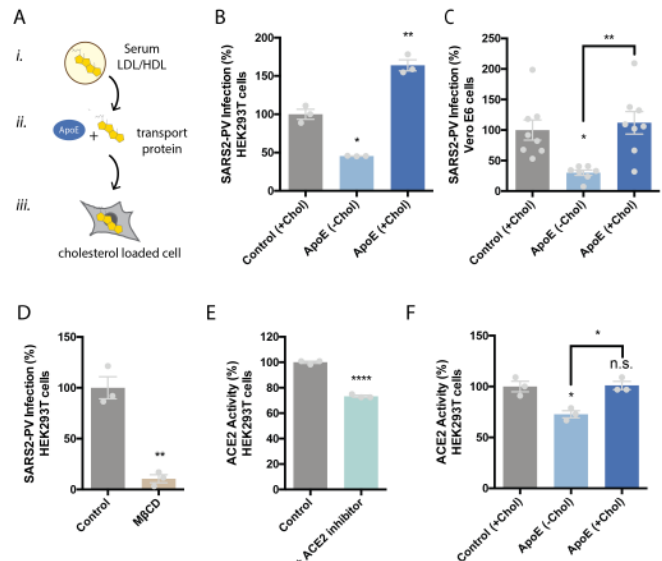 A
i.
Serum
LDL/HDL
ii.
ApoE
+
transport
protein
iii.
cholesterol loaded cell
B
SARS2-PV Infection (%)
HEK293T cells
200
150
100
50
0
*
**
Control (+Chol)
ApoE (-Chol)
ApoE (+Chol)
C
SARS2-PV Infection (%)
Vero E6 cells
250
200
150
100
50
0
*
**
Control (+Chol)
ApoE (-Chol)
ApoE (+Chol)
D
SARS2-PV Infection (%)
HEK293T cells
150
100
50
0
**
Control
MβCD
E
ACE2 Activity (%)
HEK293T cells
120
100
80
60
40
20
0
****
Control
ACE2 inhibitor
F
ACE2 Activity (%)
HEK293T cells
150
100
75
50
25
0
*
*
n.s.
Control (+Chol)
ApoE (-Chol)
ApoE (+Chol)